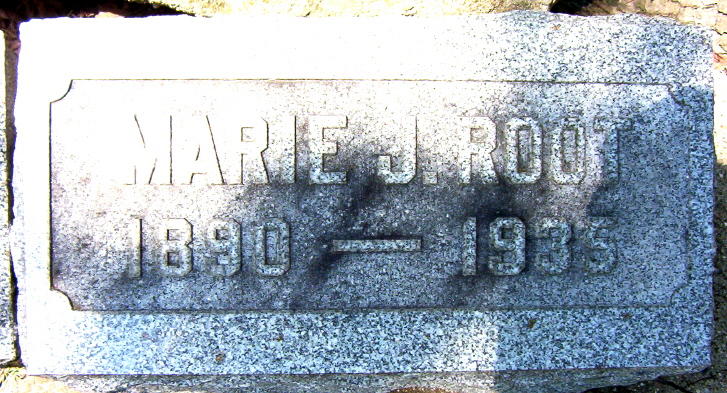 MARIE J. ROOT
1890 — 1935